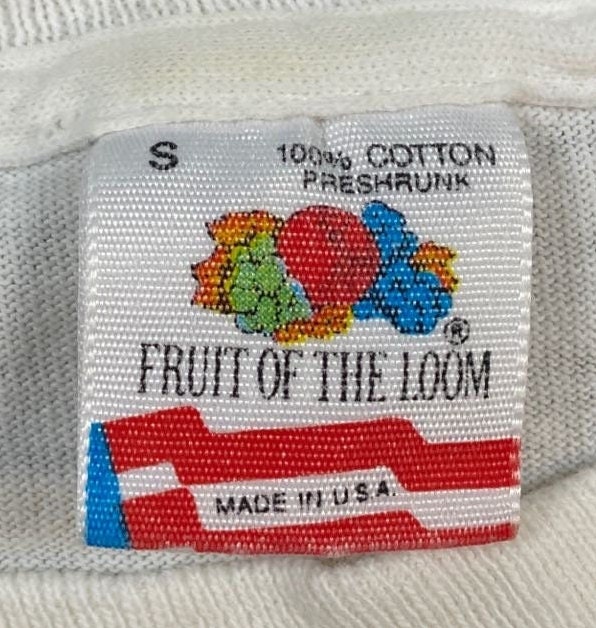 S
100% COTTON
PRESHRUNK
®
FRUIT OF THE LOOM
MADE IN U.S.A.